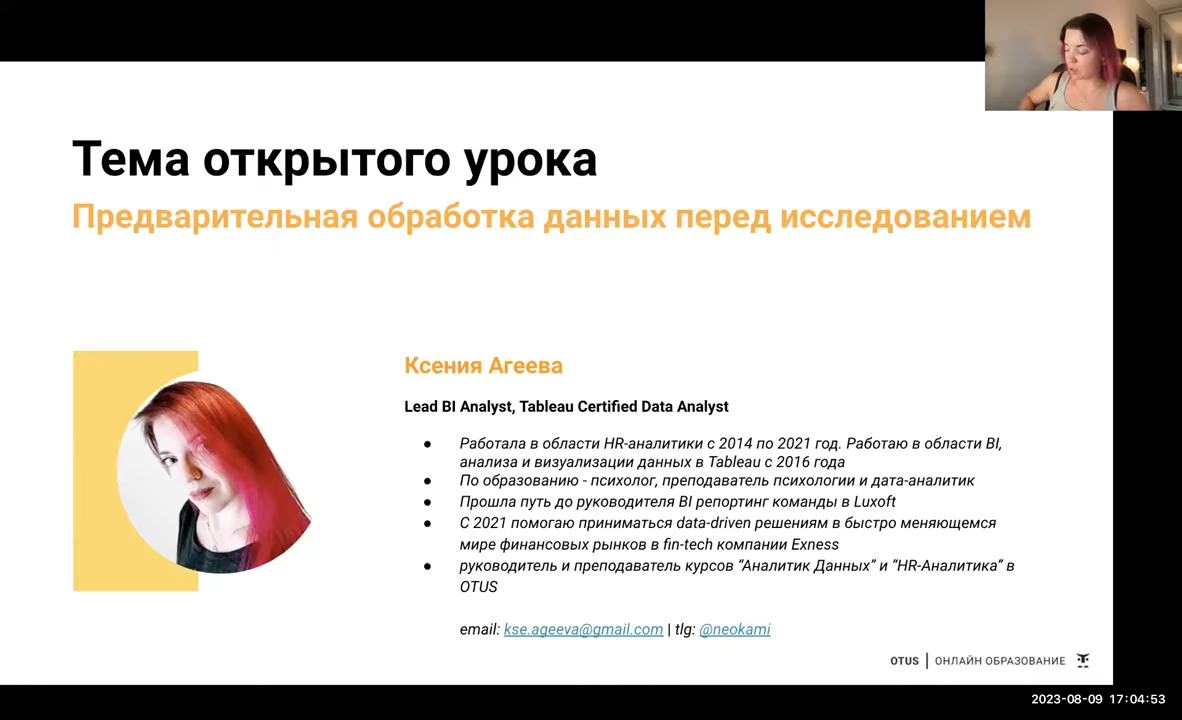 Тема открытого урока
Предварительная обработка данных перед исследованием
Ксения Агеева
Lead BI Analyst, Tableau Certified Data Analyst
● Работала в области HR-аналитики с 2014 по 2021 год. Работаю в области BI,
анализа и визуализации данных в Tableau с 2016 года
● По образованию - психолог, преподаватель психологии и дата-аналитик
● Прошла путь до руководителя BI репортинг команды в Luxoft
● С 2021 помогаю приниматься data-driven решениям в быстро меняющемся
мире финансовых рынков в fin-tech компании Exness
● руководитель и преподаватель курсов “Аналитик Данных” и “HR-Аналитика” в
OTUS
email: kse.ageeva@gmail.com | tlg: @neokami
OTUS | ОНЛАЙН ОБРАЗОВАНИЕ
2023-08-09 17:04:53